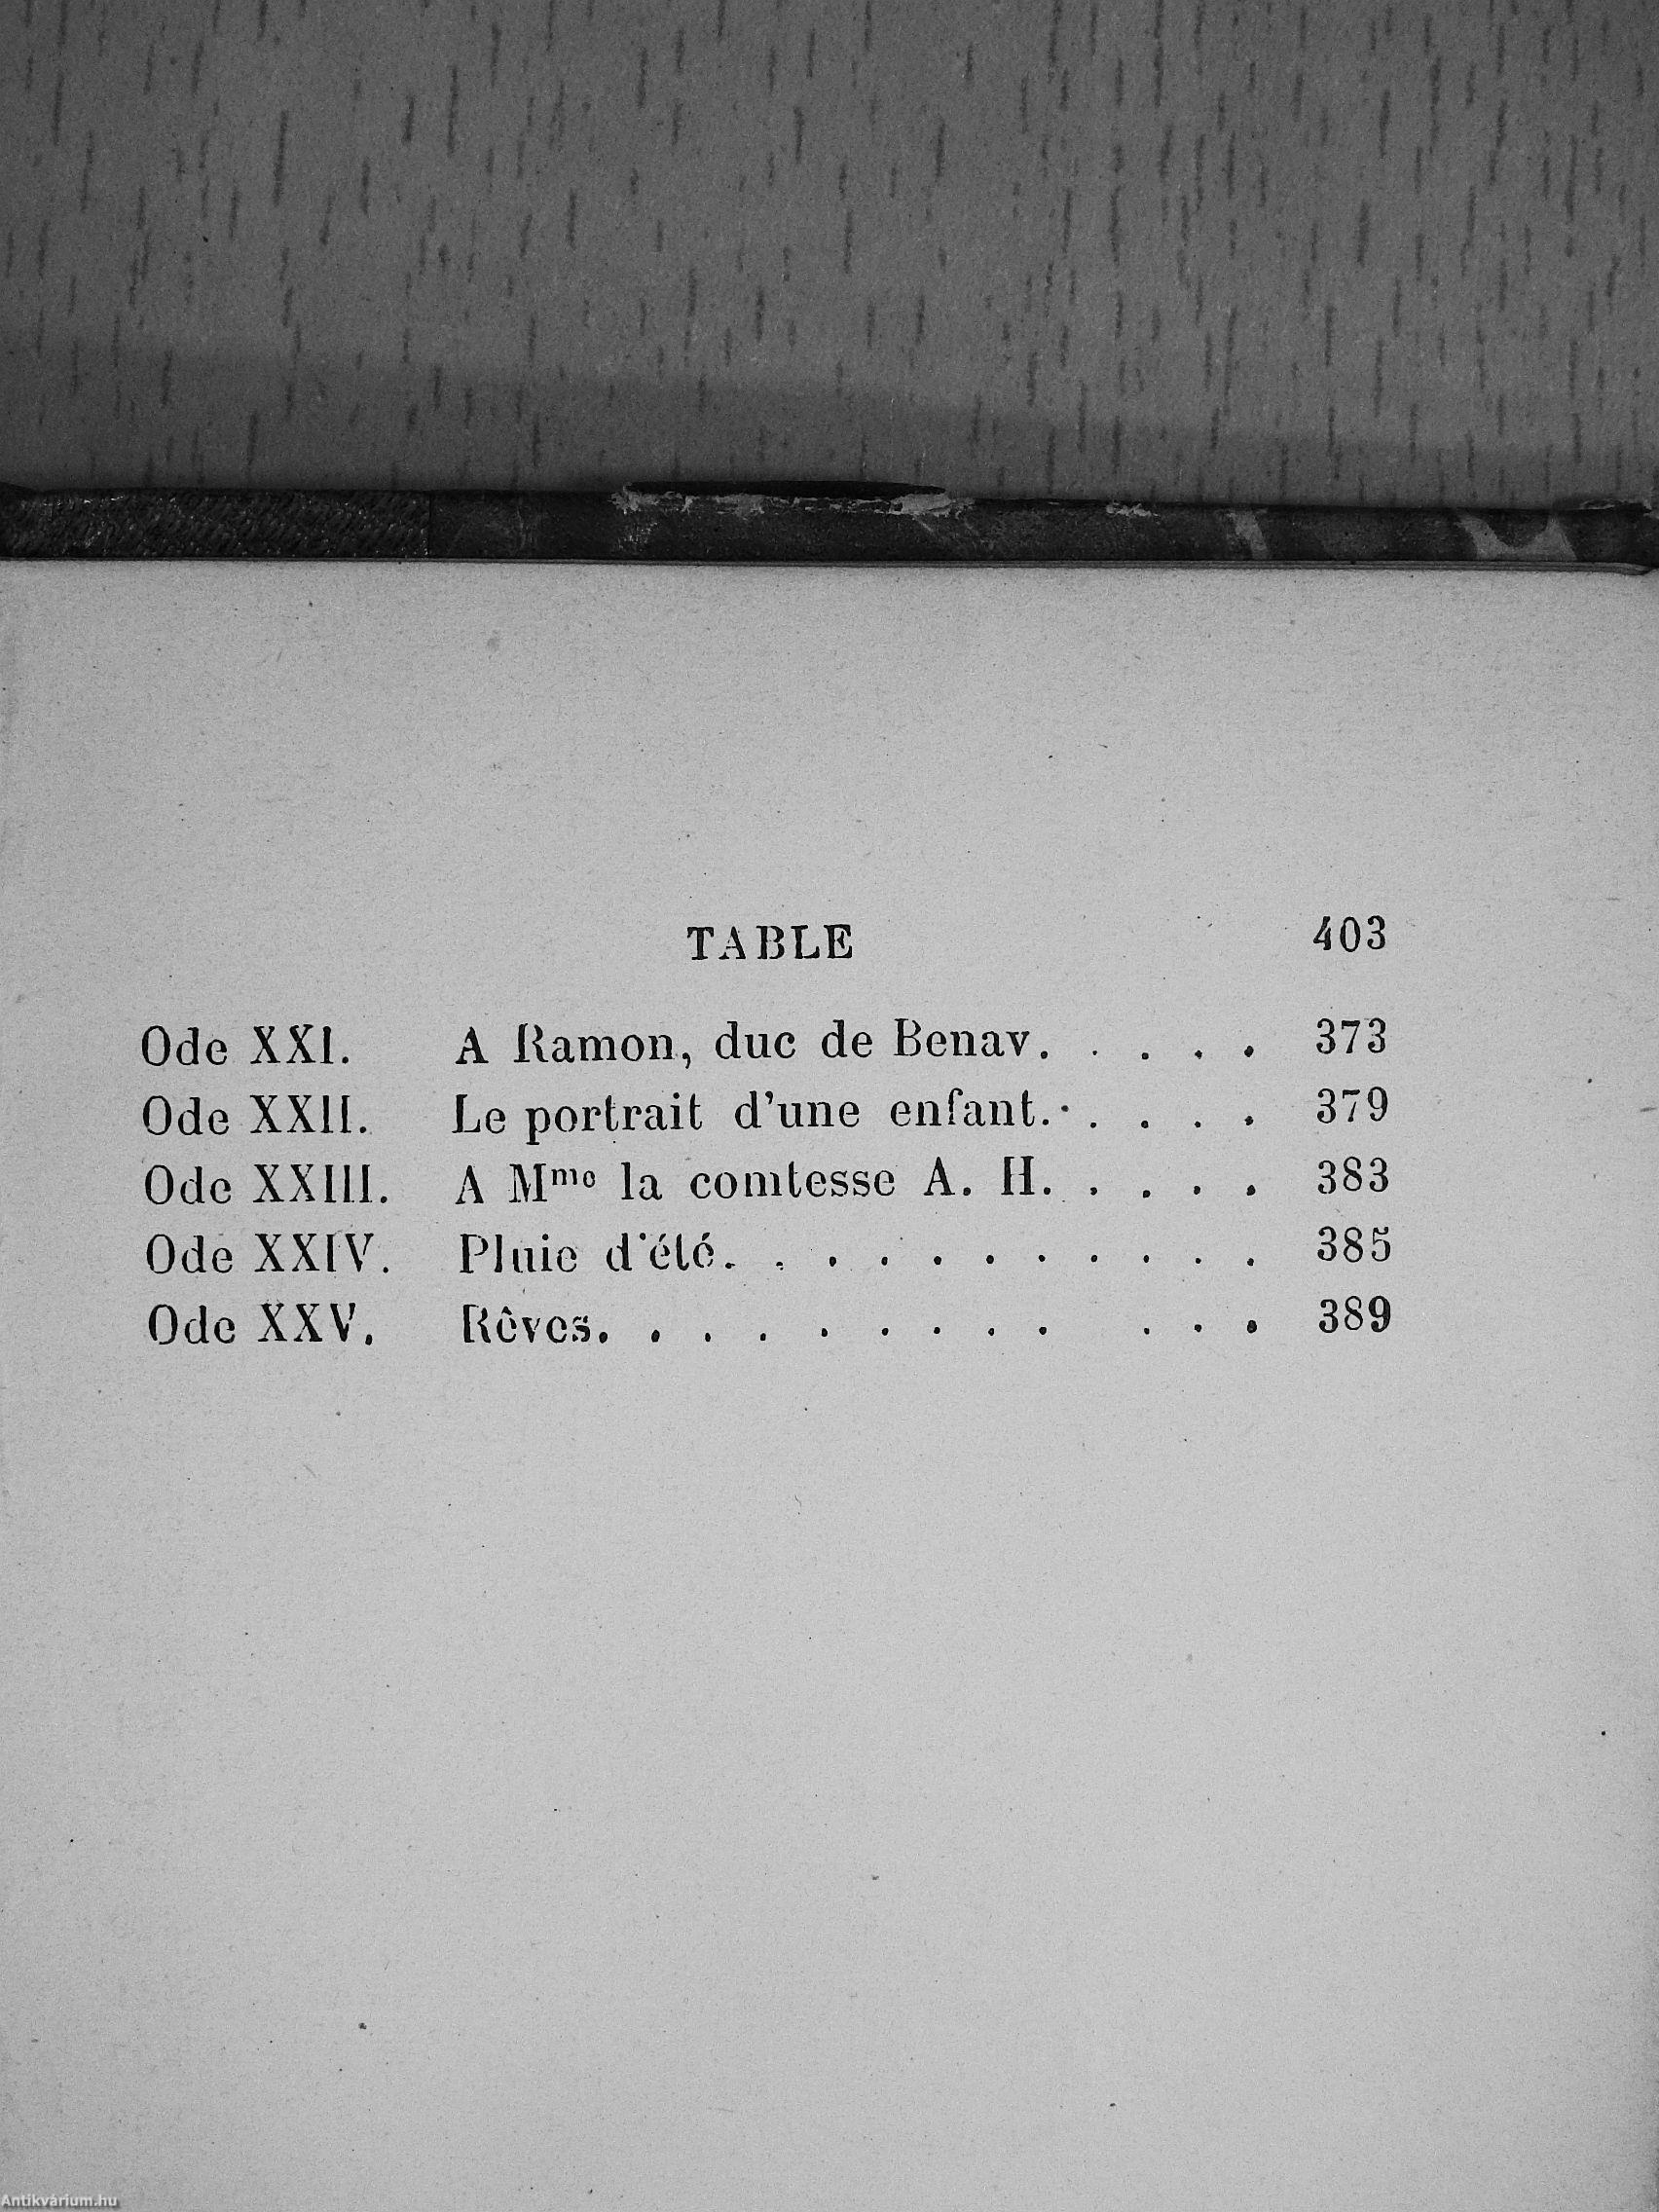 TABLE 403
Ode XXI. A Ramon, duc de Benav. . . . . 373
Ode XXII. Le portrait d'une enfant. . . . . . 379
Ode XXIII. A Mme la comtesse A. H. . . . . 383
Ode XXIV. Pluie d'été. . . . . . . . . . . 385
Ode XXV. Rêves. . . . . . . . . . . . 389
Antikvárium.hu